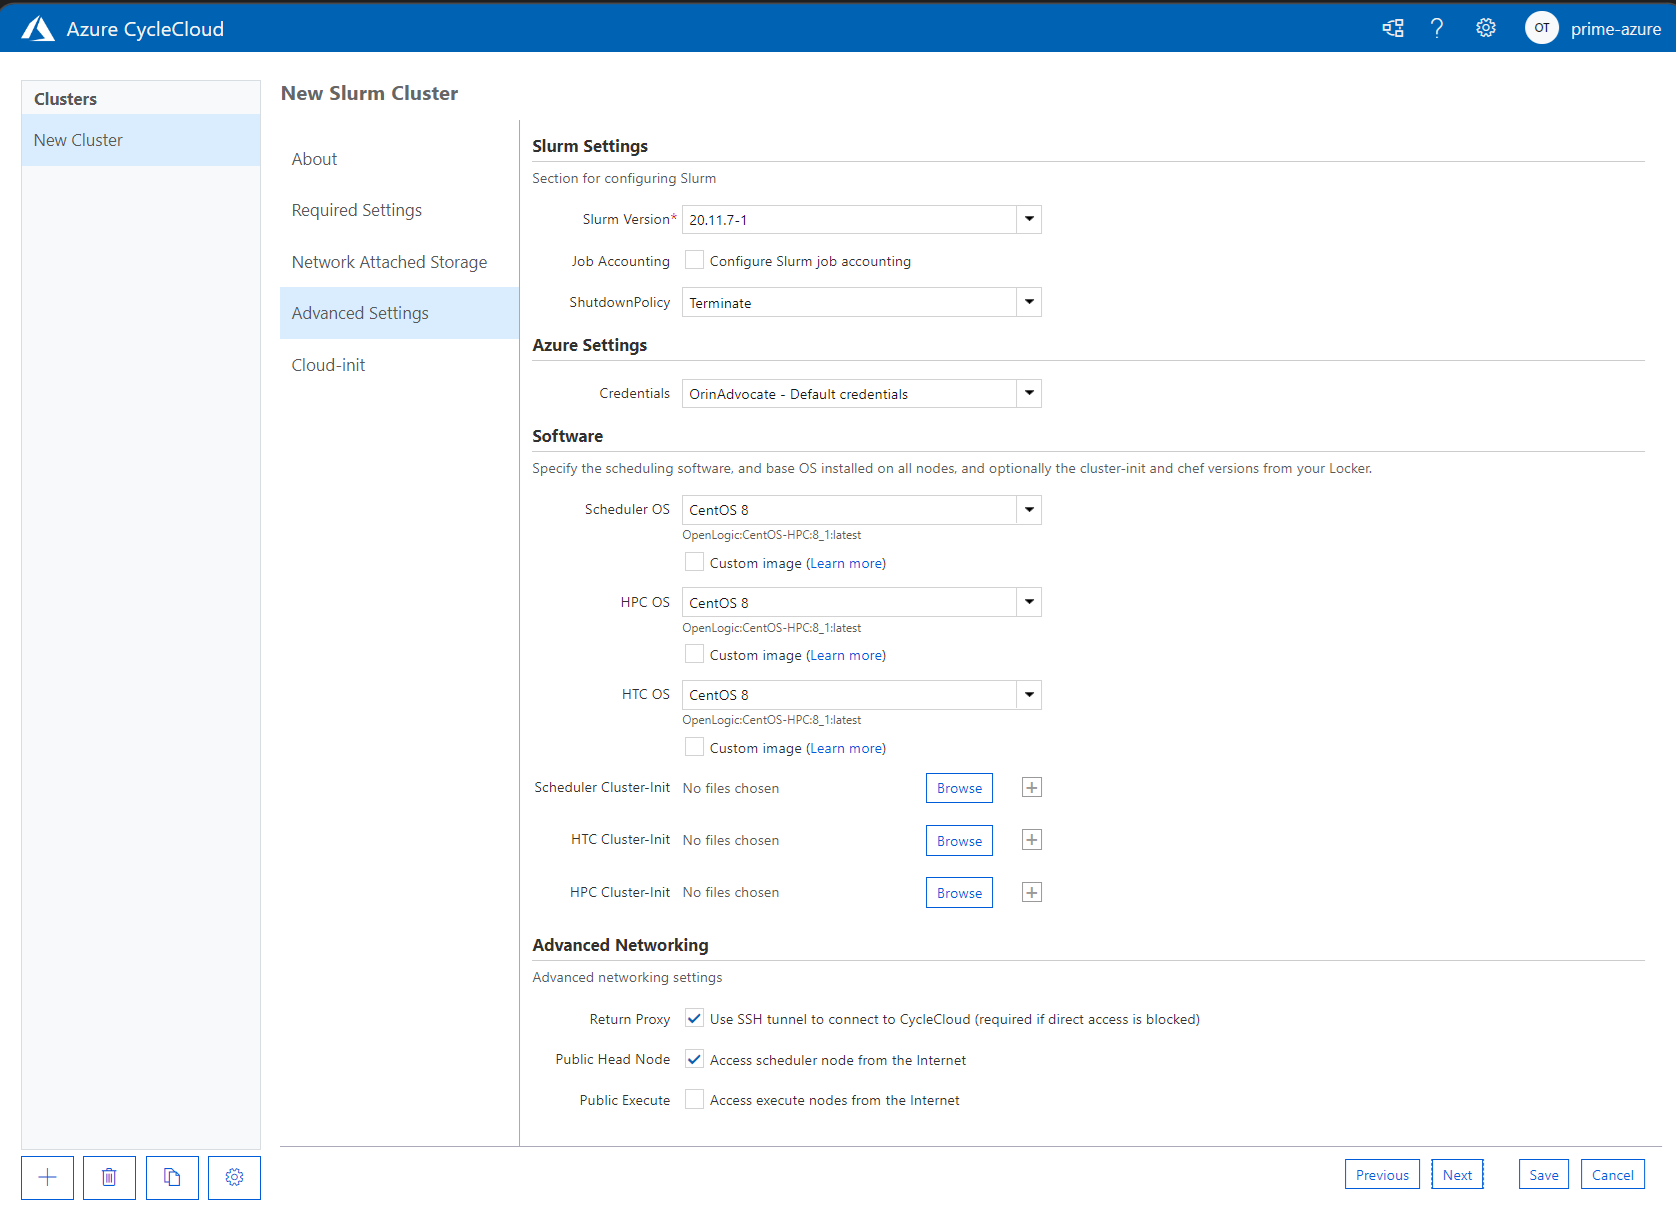 Azure CycleCloud
OT prime-azure
Clusters
New Cluster
New Slurm Cluster
About
Required Settings
Network Attached Storage
Advanced Settings
Cloud-init
Slurm Settings
Section for configuring Slurm
Slurm Version* 20.11.7-1
Job Accounting Configure Slurm job accounting
ShutdownPolicy Terminate
Azure Settings
Credentials OrinAdvocate - Default credentials
Software
Specify the scheduling software, and base OS installed on all nodes, and optionally the cluster-init and chef versions from your Locker.
Scheduler OS CentOS 8
OpenLogic:CentOS-HPC:8_1:latest
Custom image (Learn more)
HPC OS CentOS 8
OpenLogic:CentOS-HPC:8_1:latest
Custom image (Learn more)
HTC OS CentOS 8
OpenLogic:CentOS-HPC:8_1:latest
Custom image (Learn more)
Scheduler Cluster-Init No files chosen Browse
HTC Cluster-Init No files chosen Browse
HPC Cluster-Init No files chosen Browse
Advanced Networking
Advanced networking settings
Return Proxy Use SSH tunnel to connect to CycleCloud (required if direct access is blocked)
Public Head Node Access scheduler node from the Internet
Public Execute Access execute nodes from the Internet
Previous Next Save Cancel